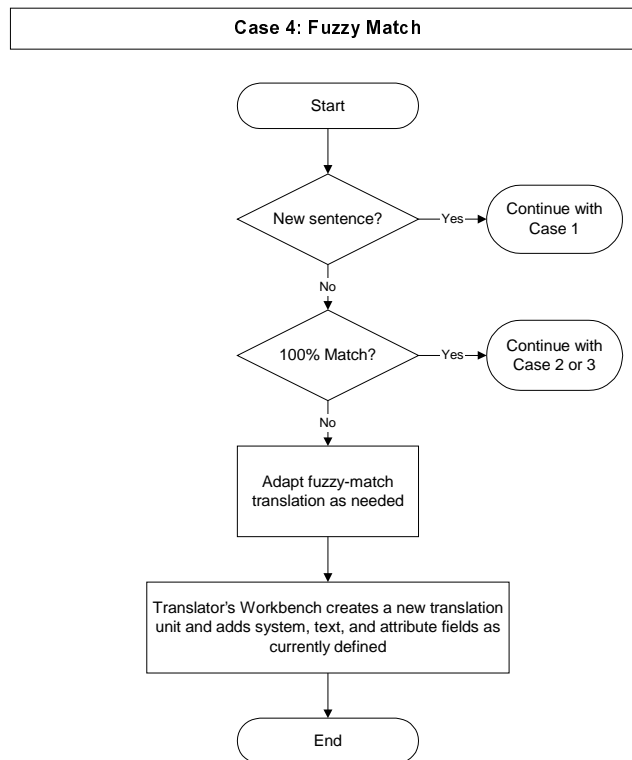 Case 4: Fuzzy Match
Start
New sentence?
Yes
Continue with
Case 1
No
100% Match?
Yes
Continue with
Case 2 or 3
No
Adapt fuzzy-match
translation as needed
Translator's Workbench creates a new translation
unit and adds system, text, and attribute fields as
currently defined
End